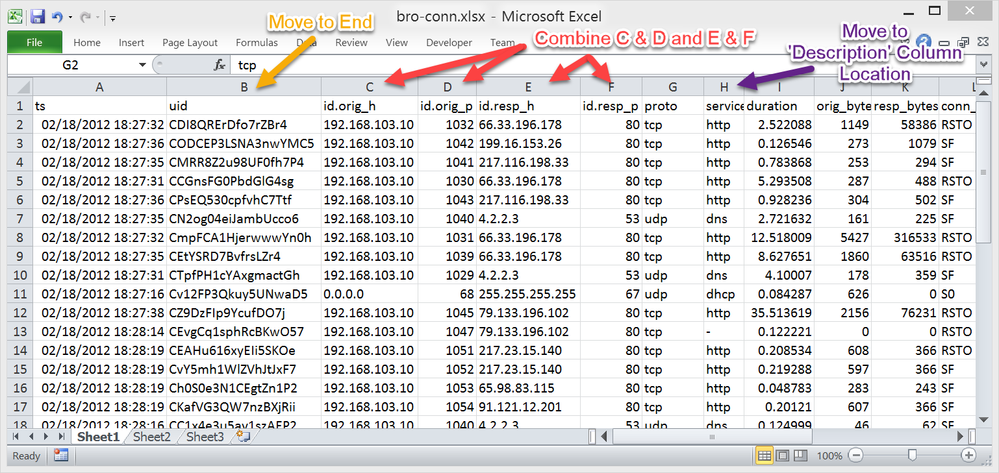 bro-conn.xlsx - Microsoft Excel
Move to End
Combine C & D and E & F
Move to
'Description' Column
Location
File Home Insert Page Layout Formulas Data Review View Developer Team
G2 fx tcp
A B C D E F G H I J K L
1 ts uid id.orig_h id.orig_p id.resp_h id.resp_p proto service duration orig_byte resp_bytes conn_
2 02/18/2012 18:27:32 CDI8QRErDfo7rZBr4 192.168.103.10 1032 66.33.196.178 80 tcp http 2.522088 1149 58386 RSTO
3 02/18/2012 18:27:36 CODCEP3LSNA3nwYMC5 192.168.103.10 1042 199.16.153.26 80 tcp http 0.126546 273 1079 SF
4 02/18/2012 18:27:35 CMRR8Z2u98UF0fh7P4 192.168.103.10 1041 217.116.198.33 80 tcp http 0.783868 253 294 SF
5 02/18/2012 18:27:31 CCGnsFG0PbdGlG4sg 192.168.103.10 1030 66.33.196.178 80 tcp http 5.293508 287 488 RSTO
6 02/18/2012 18:27:36 CPsEQ530cpfvhC7Ttf 192.168.103.10 1043 217.116.198.33 80 tcp http 0.928236 304 502 SF
7 02/18/2012 18:27:35 CN2og04eiJambUcco6 192.168.103.10 1040 4.2.2.3 53 udp dns 2.721632 161 225 SF
8 02/18/2012 18:27:32 CmpFCA1HjerwwwYn0h 192.168.103.10 1031 66.33.196.178 80 tcp http 12.518009 5427 316533 RSTO
9 02/18/2012 18:27:35 CEtYSRD7BvfrsLZr4 192.168.103.10 1039 66.33.196.178 80 tcp http 8.627651 1860 63516 RSTO
10 02/18/2012 18:27:31 CTpfPH1cYAxgmactGh 192.168.103.10 1029 4.2.2.3 53 udp dns 4.10007 178 359 SF
11 02/18/2012 18:27:16 Cv12FP3Qkuy5UNwaD5 0.0.0.0 68 255.255.255.255 67 udp dhcp 0.084287 626 0 S0
12 02/18/2012 18:27:38 CZ9DzFIp9YcufDO7j 192.168.103.10 1045 79.133.196.102 80 tcp http 35.513619 2156 76231 RSTO
13 02/18/2012 18:28:14 CEvgCq1sphRcBKwO57 192.168.103.10 1047 79.133.196.102 80 tcp - 0.122221 0 0 RSTO
14 02/18/2012 18:28:19 CEAHu616xyEIi5SKOe 192.168.103.10 1051 217.23.15.140 80 tcp http 0.208534 608 366 RSTO
15 02/18/2012 18:28:19 CvY5mh1WlZVhJtJxF7 192.168.103.10 1052 217.23.15.140 80 tcp http 0.219288 597 366 SF
16 02/18/2012 18:28:19 Ch0S0e3N1CEgtZn1P2 192.168.103.10 1053 65.98.83.115 80 tcp http 0.048783 283 243 SF
17 02/18/2012 18:28:19 CKafVG3QW7nzBXjRii 192.168.103.10 1054 91.121.12.201 80 tcp http 0.20121 607 366 SF
18 02/18/2012 18:28:16 CC1x4e3u5av1szAEP2 192.168.103.10 1040 4.2.2.3 53 udp dns 0.124999 46 62 SF
Sheet1 Sheet2 Sheet3
Ready 100%